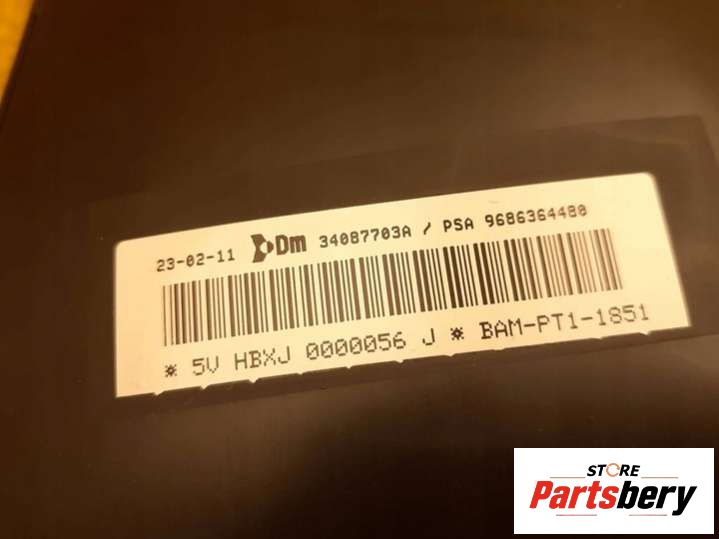 23-02-11 Dm 34087703A / PSA 9686364480
* 5V HBXJ 0000056 J * BAM-PT1-1851
STORE
Partsbery